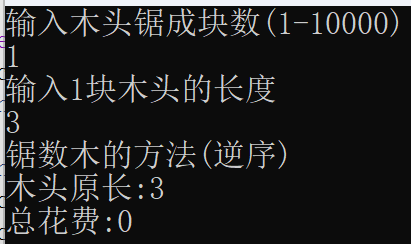 输入木头锯成块数(1-10000)
1
输入1块木头的长度
3
锯数木的方法(逆序)
木头原长:3
总花费:0